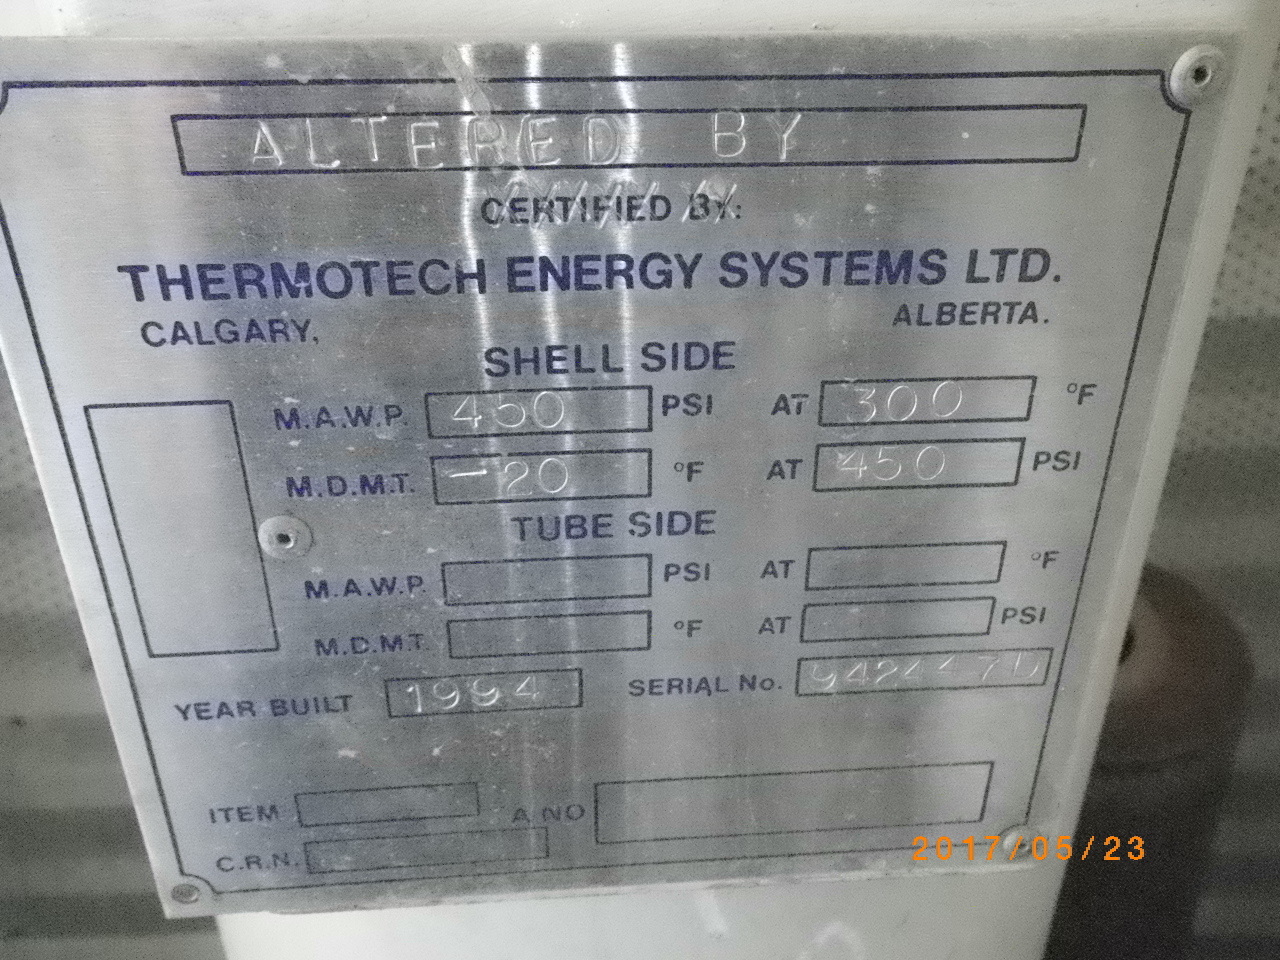 ALTERED BY
CERTIFIED BY:
THERMOTECH ENERGY SYSTEMS LTD.
CALGARY, ALBERTA.
SHELL SIDE
M.A.W.P. 450 PSI AT 300 °F
M.D.M.T. -20 °F AT 450 PSI
TUBE SIDE
M.A.W.P. PSI AT °F
M.D.M.T. °F AT PSI
YEAR BUILT 1994 SERIAL No.
ITEM A NO
C.R.N.
2017/05/23